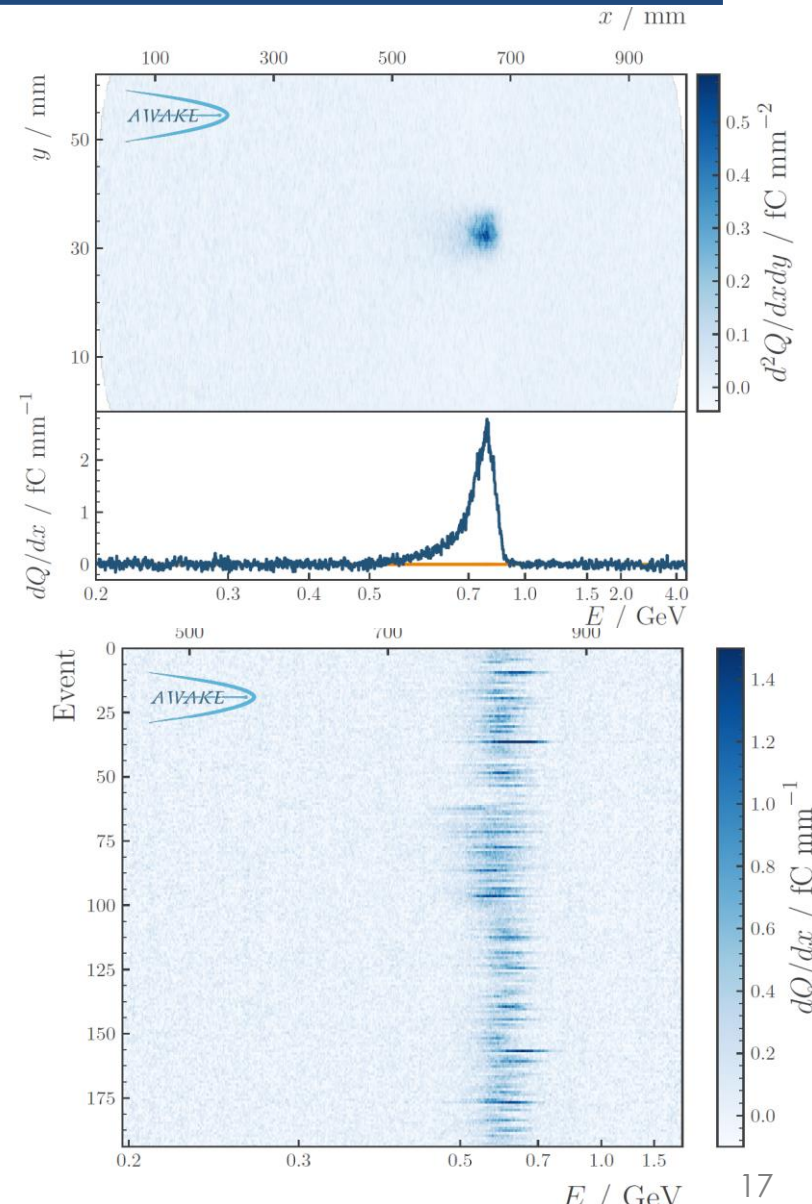 x / mm
100 300 500 700 900
y / mm
AWAKE
50
30
10
0.5
0.4
0.3
0.2
0.1
0.0
d²Q/dxdy / fC mm⁻²
dQ/dx / fC mm⁻¹
2
1
0
0.2 0.3 0.4 0.5 0.7 1.0 1.5 2.0 4.0
E / GeV
500 700 900
Event
AWAKE
0
25
50
75
100
125
150
175
1.4
1.2
1.0
0.8
0.6
0.4
0.2
0.0
dQ/dx / fC mm⁻¹
0.2 0.3 0.5 0.7 1.0 1.5
E / GeV
17